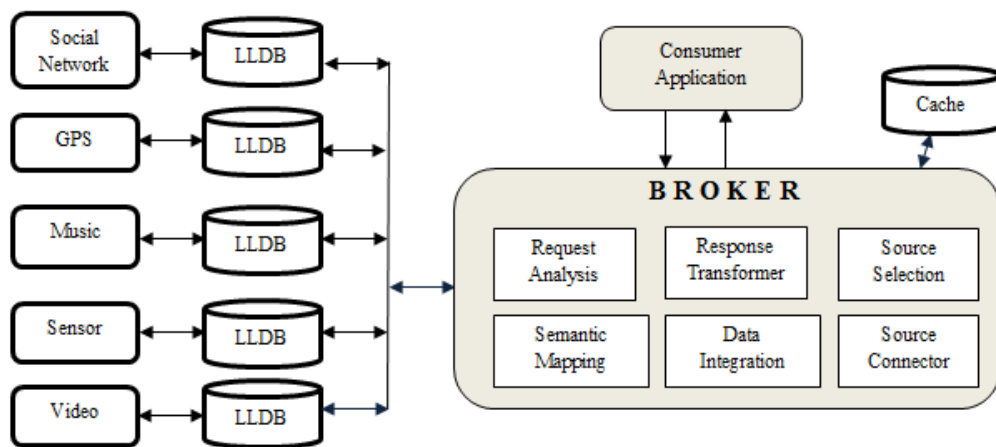 Social
Network
LLDB
GPS
LLDB
Music
LLDB
Sensor
LLDB
Video
LLDB
Consumer
Application
Cache
B R O K E R
Request
Analysis
Response
Transformer
Source
Selection
Semantic
Mapping
Data
Integration
Source
Connector